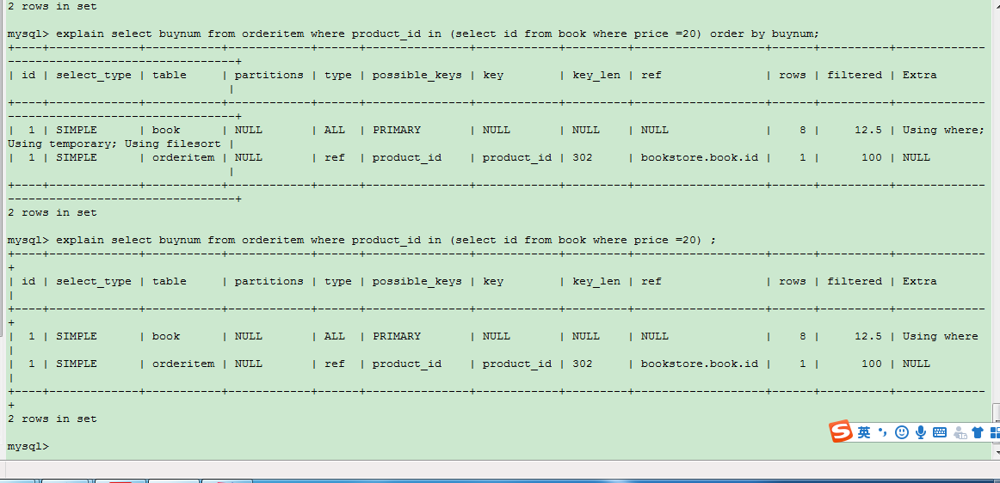 2 rows in set
mysql> explain select buynum from orderitem where product_id in (select id from book where price =20) order by buynum;
+----+-------------+-----------+------------+------+---------------+------------+---------+-------------------+------+----------+-------------
---------------------------------+
| id | select_type | table     | partitions | type | possible_keys | key        | key_len | ref               | rows | filtered | Extra
|
+----+-------------+-----------+------------+------+---------------+------------+---------+-------------------+------+----------+-------------
---------------------------------+
|  1 | SIMPLE      | book      | NULL       | ALL  | PRIMARY       | NULL       | NULL    | NULL              |    8 |     12.5 | Using where;
Using temporary; Using filesort |
|  1 | SIMPLE      | orderitem | NULL       | ref  | product_id    | product_id | 302     | bookstore.book.id |    1 |      100 | NULL
|
+----+-------------+-----------+------------+------+---------------+------------+---------+-------------------+------+----------+-------------
---------------------------------+
2 rows in set
mysql> explain select buynum from orderitem where product_id in (select id from book where price =20) ;
+----+-------------+-----------+------------+------+---------------+------------+---------+-------------------+------+----------+-------------
+
| id | select_type | table     | partitions | type | possible_keys | key        | key_len | ref               | rows | filtered | Extra
|
+----+-------------+-----------+------------+------+---------------+------------+---------+-------------------+------+----------+-------------
+
|  1 | SIMPLE      | book      | NULL       | ALL  | PRIMARY       | NULL       | NULL    | NULL              |    8 |     12.5 | Using where
|
|  1 | SIMPLE      | orderitem | NULL       | ref  | product_id    | product_id | 302     | bookstore.book.id |    1 |      100 | NULL
|
+----+-------------+-----------+------------+------+---------------+------------+---------+-------------------+------+----------+-------------
+
2 rows in set
S 英
mysql>